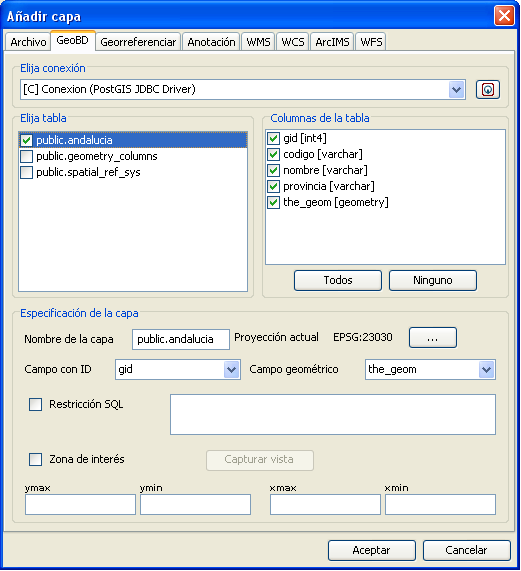 Añadir capa
Archivo GeoBD Georreferenciar Anotación WMS WCS ArcIMS WFS
Elija conexión
[C] Conexion (PostGIS JDBC Driver)
Elija tabla Columnas de la tabla
public.andalucia gid [int4]
public.geometry_columns codigo [varchar]
public.spatial_ref_sys nombre [varchar]
provincia [varchar]
the_geom [geometry]
Todos Ninguno
Especificación de la capa
Nombre de la capa public.andalucia Proyección actual EPSG:23030 ...
Campo con ID gid Campo geométrico the_geom
Restricción SQL
Zona de interés Capturar vista
ymax ymin xmax xmin
Aceptar Cancelar